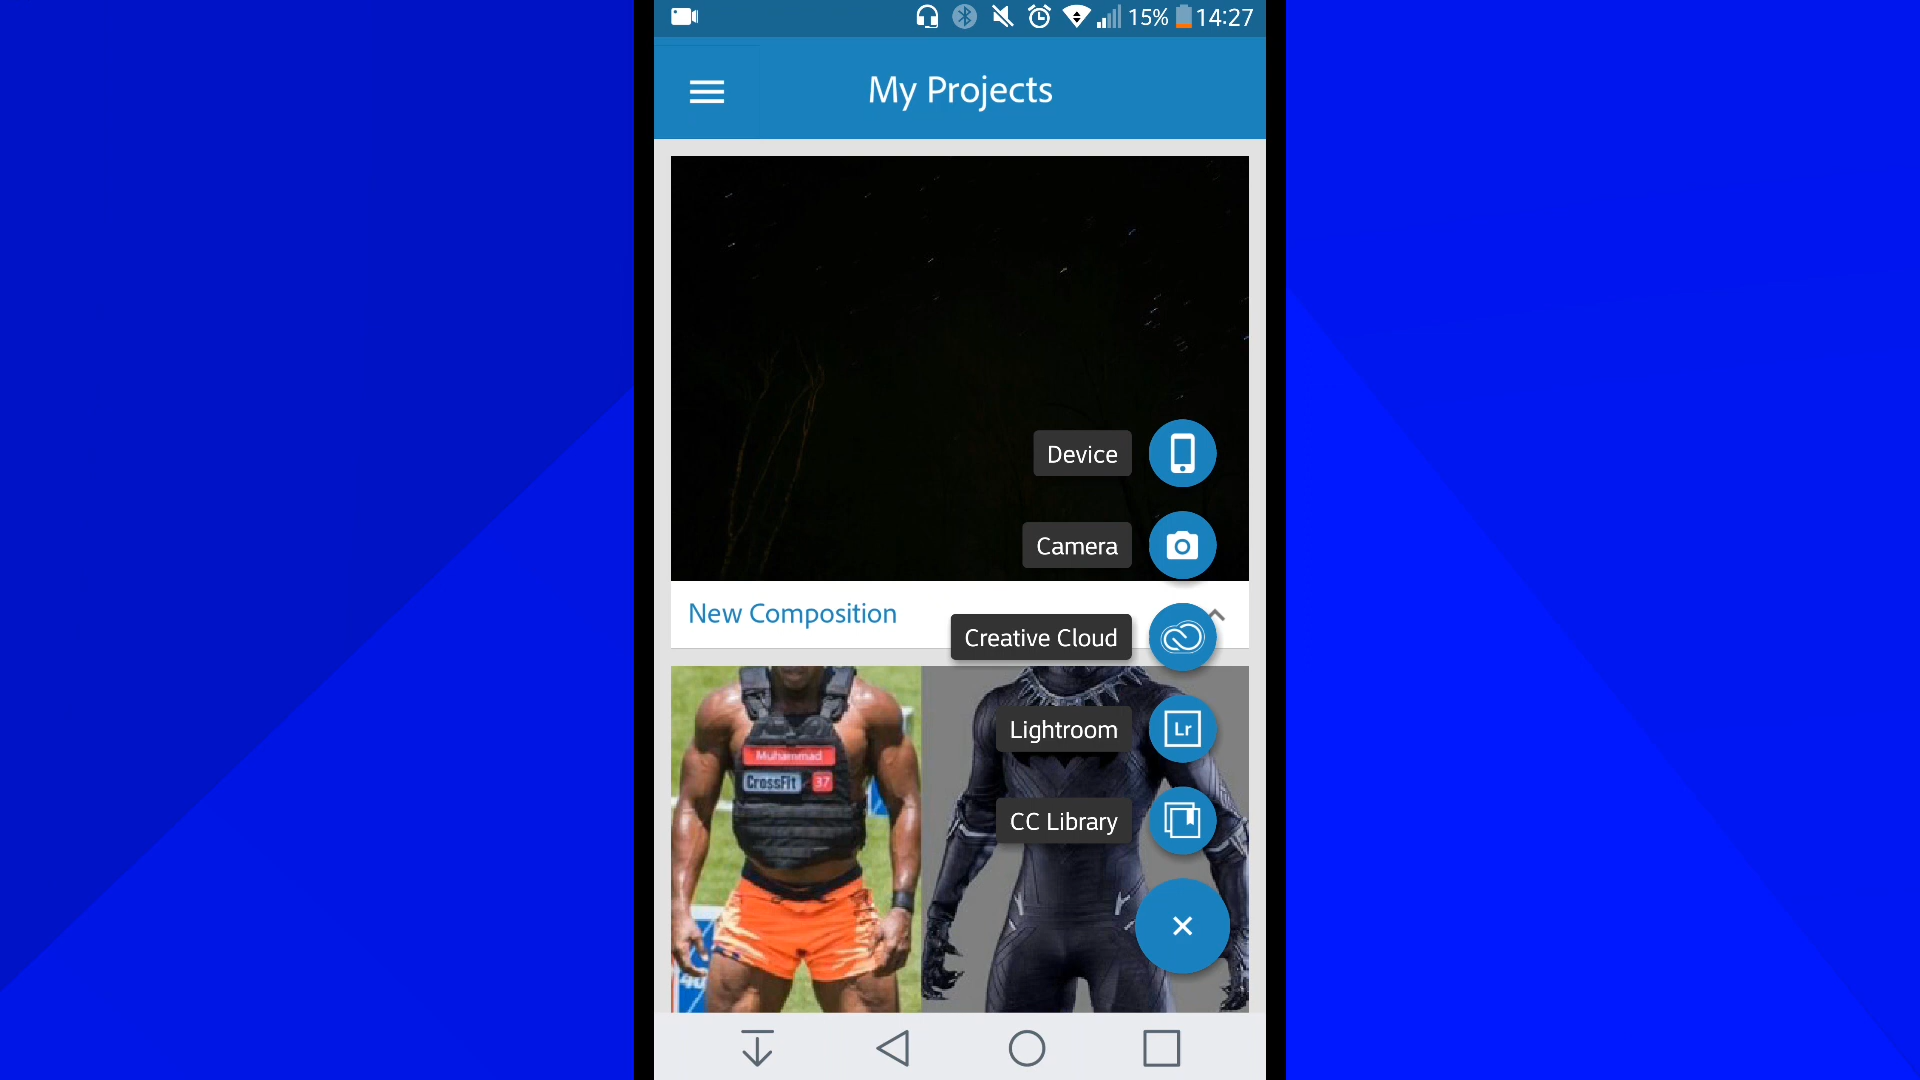 15% 14:27
My Projects
Device
Camera
New Composition
Creative Cloud
Lightroom
Lr
Muhammad
CrossFit 37
CC Library